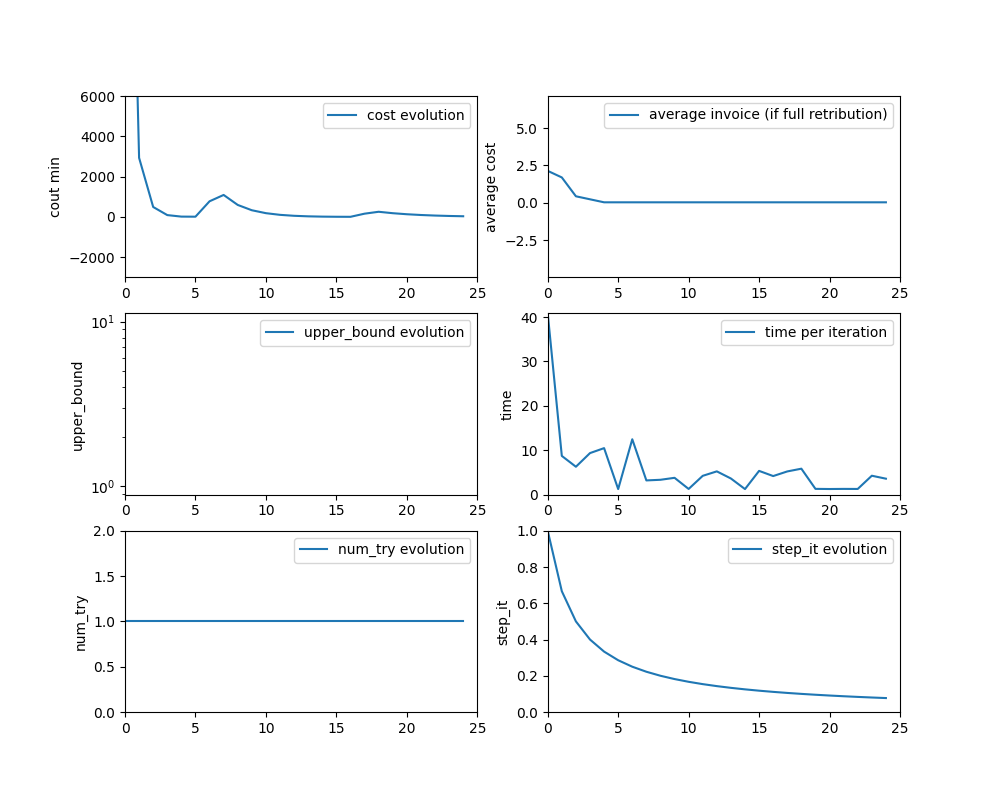 cost evolution
cout min
6000
4000
2000
0
−2000
0 5 10 15 20 25
average invoice (if full retribution)
average cost
5.0
2.5
0.0
−2.5
0 5 10 15 20 25
upper_bound evolution
upper_bound
10¹
10⁰
0 5 10 15 20 25
time per iteration
time
40
30
20
10
0
0 5 10 15 20 25
num_try evolution
num_try
2.0
1.5
1.0
0.5
0.0
0 5 10 15 20 25
step_it evolution
step_it
1.0
0.8
0.6
0.4
0.2
0.0
0 5 10 15 20 25